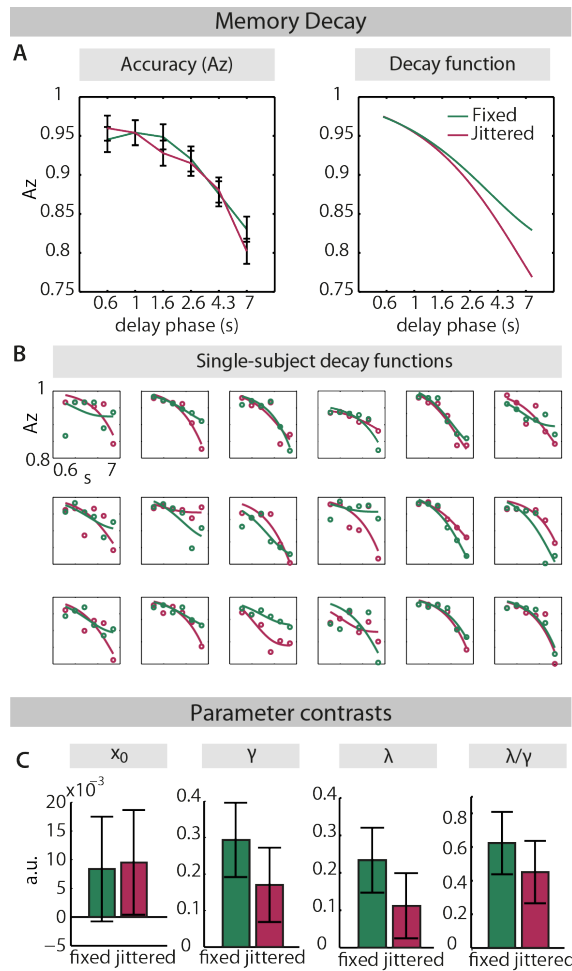 Memory Decay
A
Accuracy (Az)
Decay function
1
0.95
0.9
0.85
0.8
0.75
Az
0.6 1 1.6 2.6 4.3 7
delay phase (s)
1
0.95
0.9
0.85
0.8
0.75
Fixed
Jittered
0.6 1 1.6 2.6 4.3 7
delay phase (s)
B
Single-subject decay functions
1
Az
0.8
0.6 7
s
Parameter contrasts
C
x₀
γ
λ
λ/γ
x10⁻³
20
15
10
5
0
−5
a.u.
fixed jittered
0.4
0.3
0.2
0.1
0
fixed jittered
0.4
0.3
0.2
0.1
0
fixed jittered
0.8
0.6
0.4
0.2
0
fixed jittered